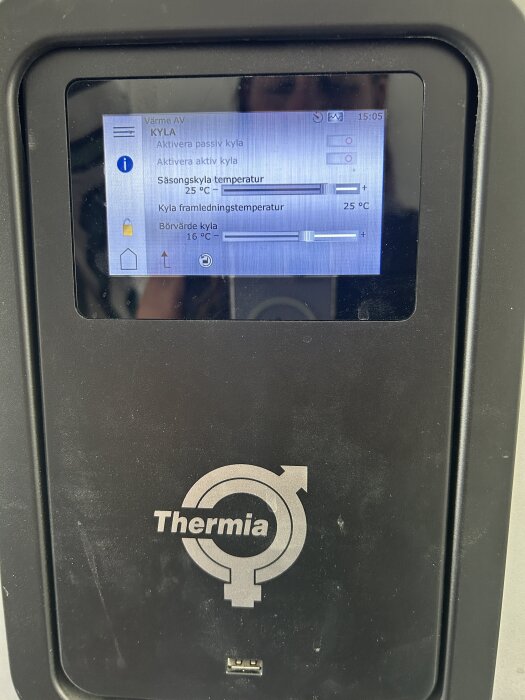 Värme AV
15:05
KYLA
Aktivera passiv kyla
Aktivera aktiv kyla
Säsongskyla temperatur
25 °C − +
Kyla framledningstemperatur 25 °C
Börvärde kyla
16 °C − +
Thermia